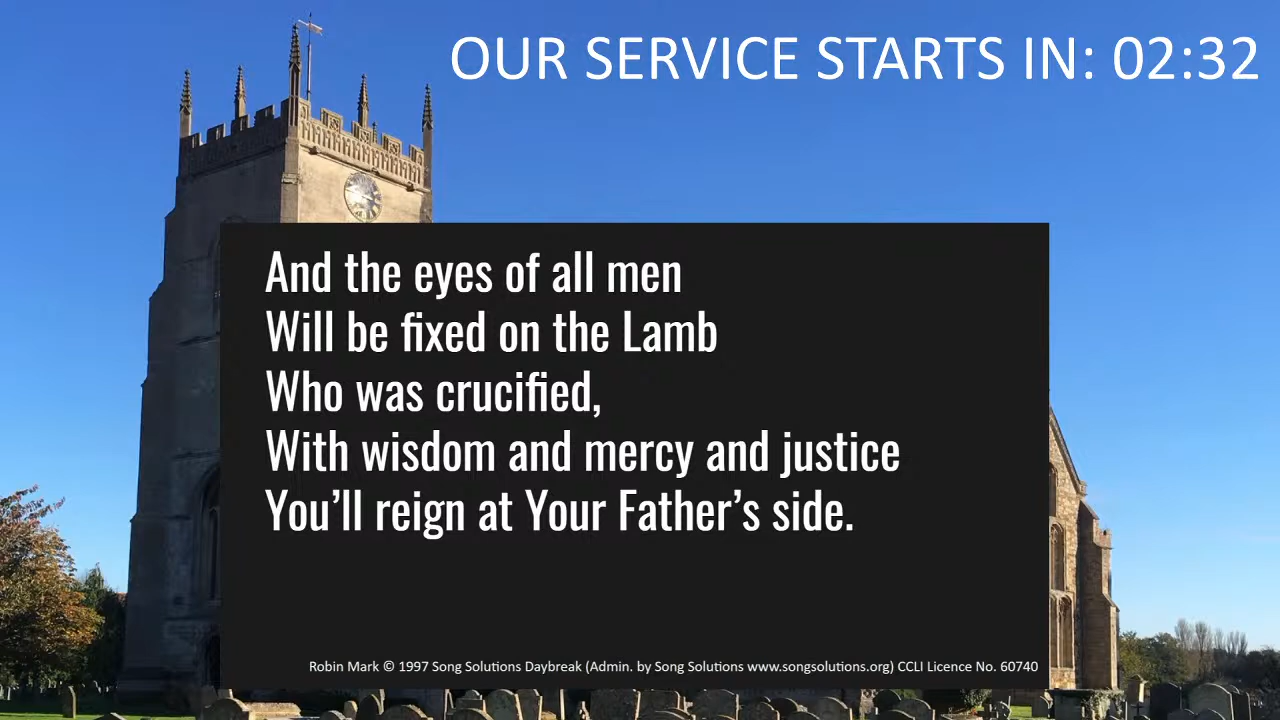 OUR SERVICE STARTS IN: 02:32
And the eyes of all men
Will be fixed on the Lamb
Who was crucified,
With wisdom and mercy and justice
You’ll reign at Your Father’s side.
Robin Mark © 1997 Song Solutions Daybreak (Admin. by Song Solutions www.songsolutions.org) CCLI Licence No. 60740